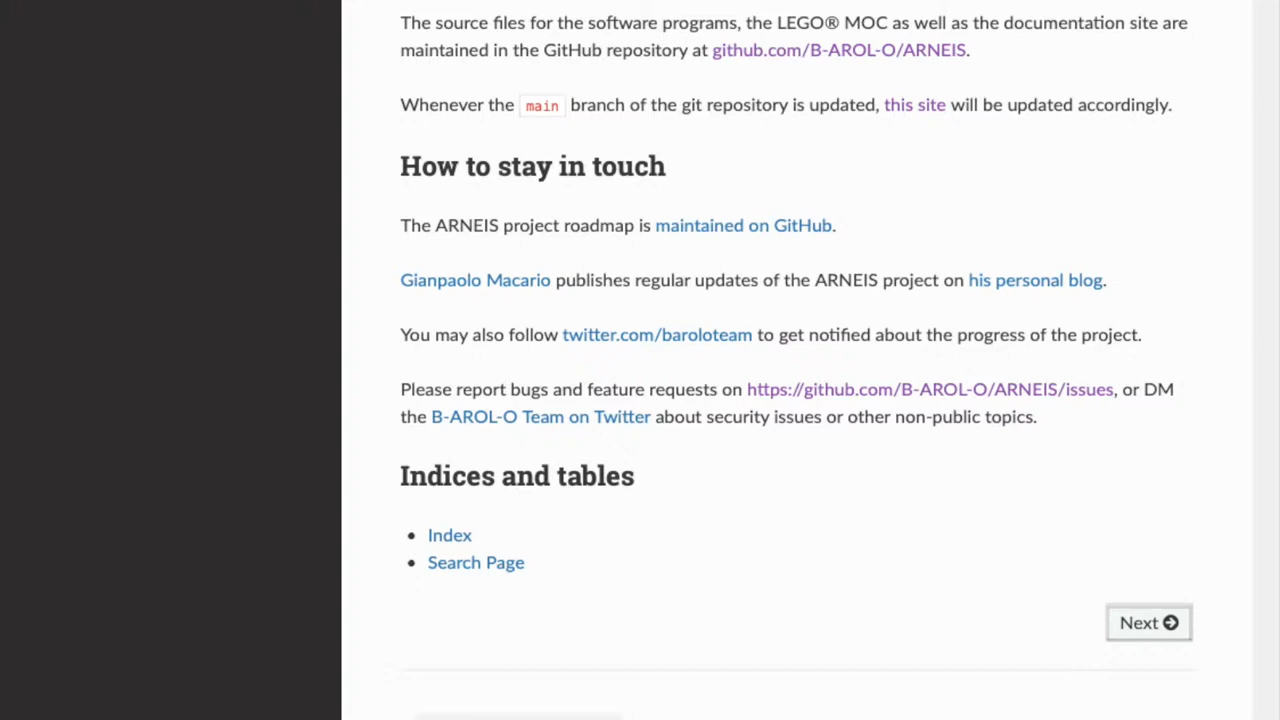 The source files for the software programs, the LEGO® MOC as well as the documentation site are
maintained in the GitHub repository at github.com/B-AROL-O/ARNEIS.
Whenever the main branch of the git repository is updated, this site will be updated accordingly.
How to stay in touch
The ARNEIS project roadmap is maintained on GitHub.
Gianpaolo Macario publishes regular updates of the ARNEIS project on his personal blog.
You may also follow twitter.com/baroloteam to get notified about the progress of the project.
Please report bugs and feature requests on https://github.com/B-AROL-O/ARNEIS/issues, or DM
the B-AROL-O Team on Twitter about security issues or other non-public topics.
Indices and tables
• Index
• Search Page
Next